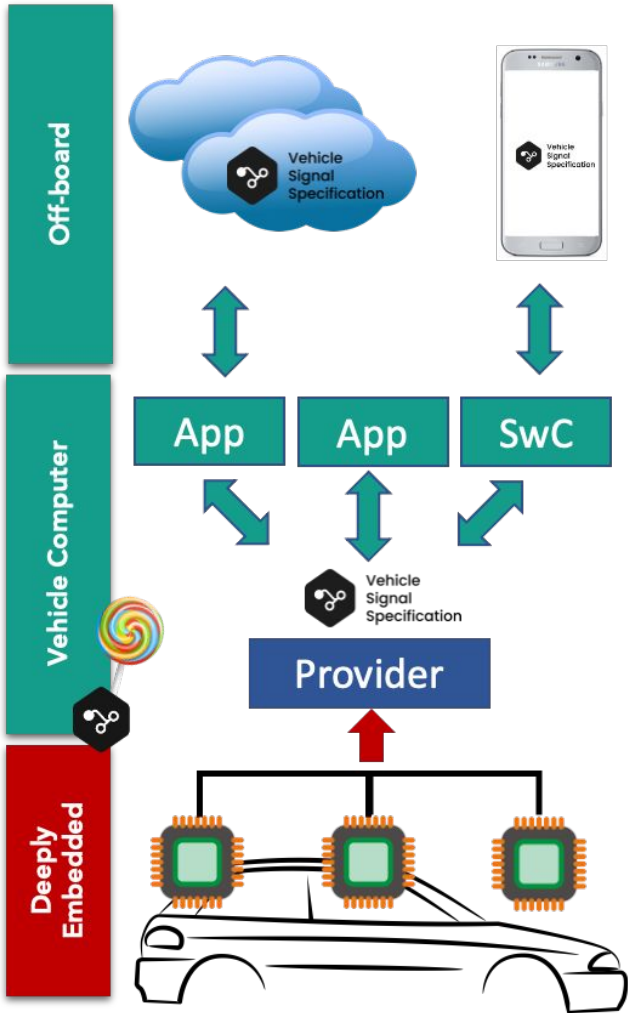 Off-board
Vehicle
Signal
Specification
Vehicle
Signal
Specification
App
App
SwC
Vehicle Computer
Vehicle
Signal
Specification
Provider
Deeply
Embedded